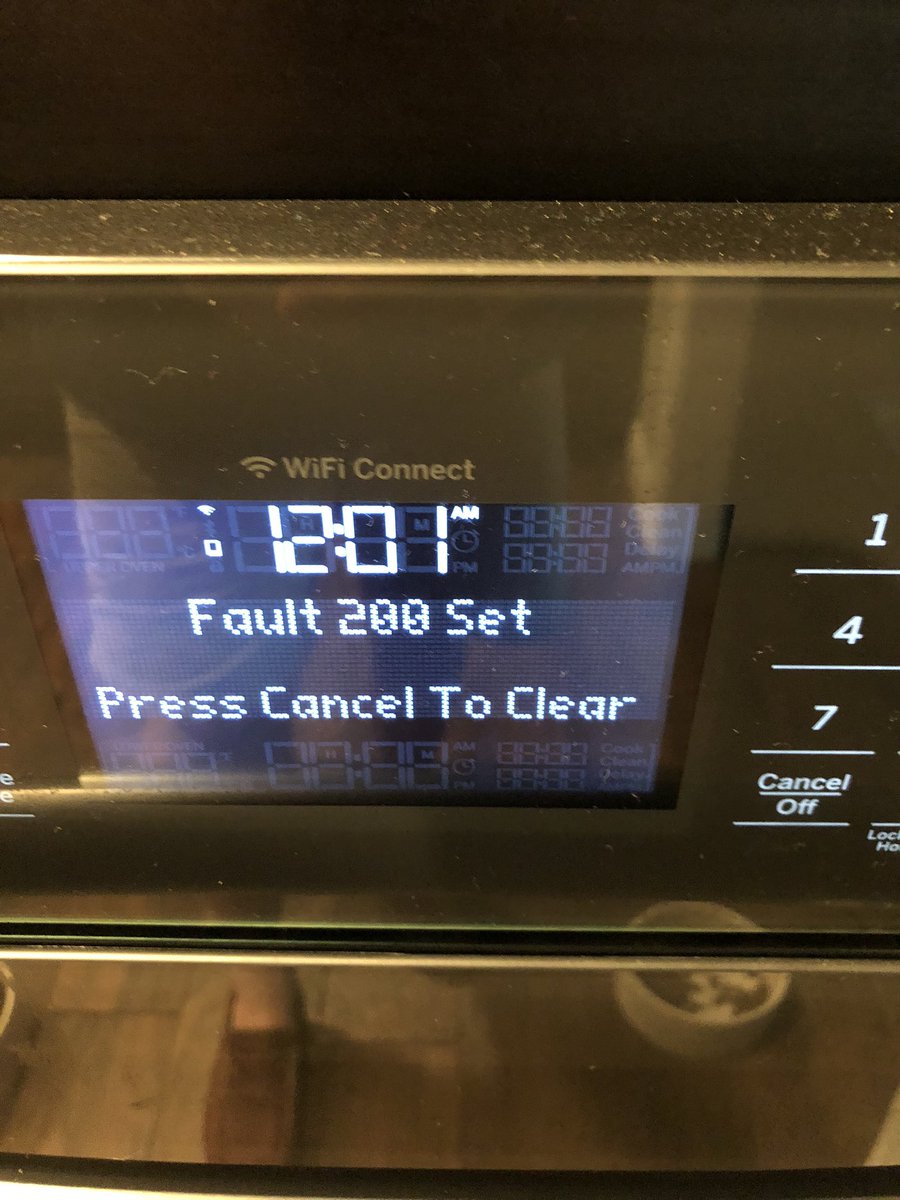 WiFi Connect
12:01 AM
Fault 200 Set
Press Cancel To Clear
1
4
7
Cancel
Off